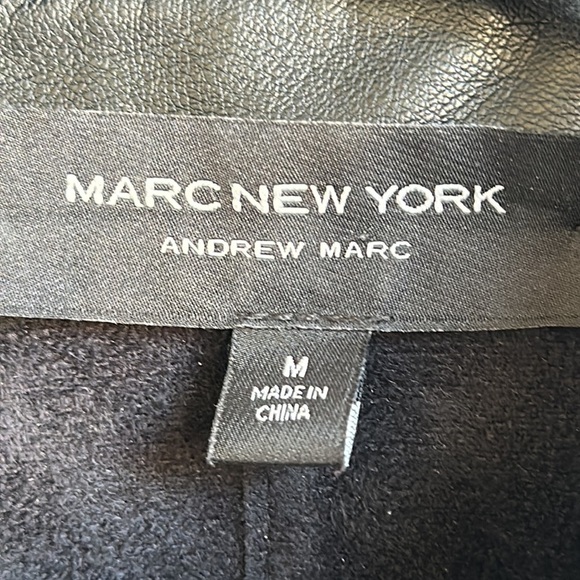 MARC NEW YORK
ANDREW MARC
M
MADE IN
CHINA